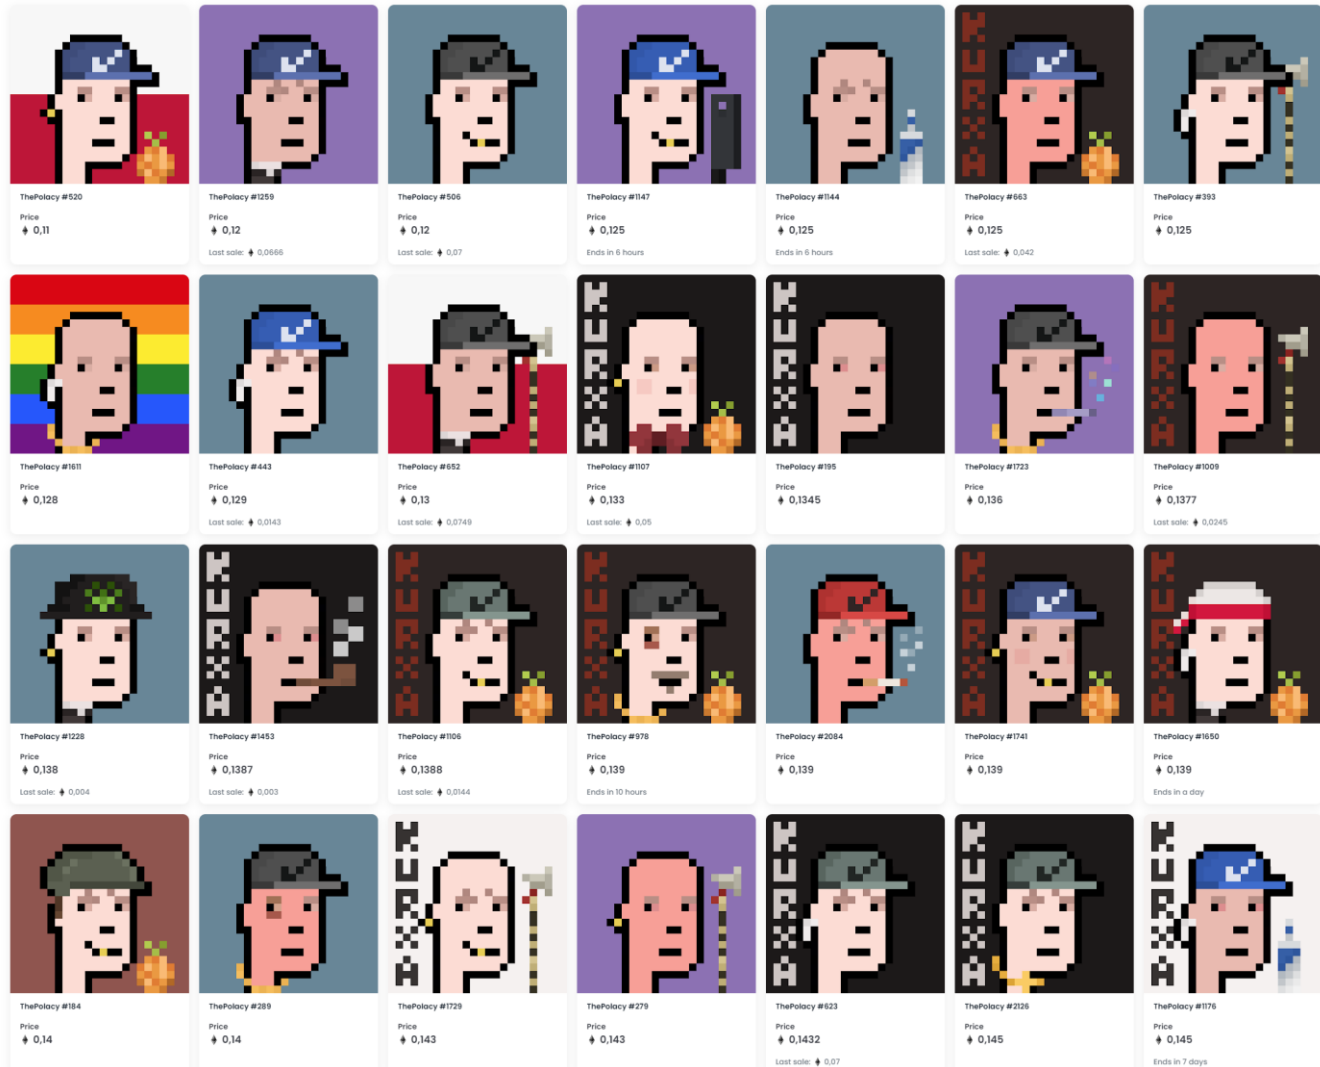 KURWA
ThePolacy #520
Price
0,11
ThePolacy #1259
Price
0,12
Last sale: 0,0666
ThePolacy #506
Price
0,12
Last sale: 0,07
ThePolacy #1147
Price
0,125
Ends in 6 hours
ThePolacy #1144
Price
0,125
Ends in 6 hours
ThePolacy #663
Price
0,125
Last sale: 0,042
ThePolacy #393
Price
0,125
KURWA
KURWA
KURWA
ThePolacy #1611
Price
0,128
ThePolacy #443
Price
0,129
Last sale: 0,0143
ThePolacy #652
Price
0,13
Last sale: 0,0749
ThePolacy #1107
Price
0,133
Last sale: 0,05
ThePolacy #195
Price
0,1345
ThePolacy #1723
Price
0,136
ThePolacy #1009
Price
0,1377
Last sale: 0,0245
KURWA
KURWA
KURWA
KURWA
KURWA
ThePolacy #1228
Price
0,138
Last sale: 0,004
ThePolacy #1453
Price
0,1387
Last sale: 0,003
ThePolacy #1106
Price
0,1388
Last sale: 0,0144
ThePolacy #978
Price
0,139
Ends in 10 hours
ThePolacy #2084
Price
0,139
ThePolacy #1741
Price
0,139
ThePolacy #1650
Price
0,139
Ends in a day
KURWA
KURWA
KURWA
KURWA
ThePolacy #184
Price
0,14
ThePolacy #289
Price
0,14
ThePolacy #1729
Price
0,143
ThePolacy #279
Price
0,143
ThePolacy #623
Price
0,1432
Last sale: 0,07
ThePolacy #2126
Price
0,145
ThePolacy #1176
Price
0,145
Ends in 7 days